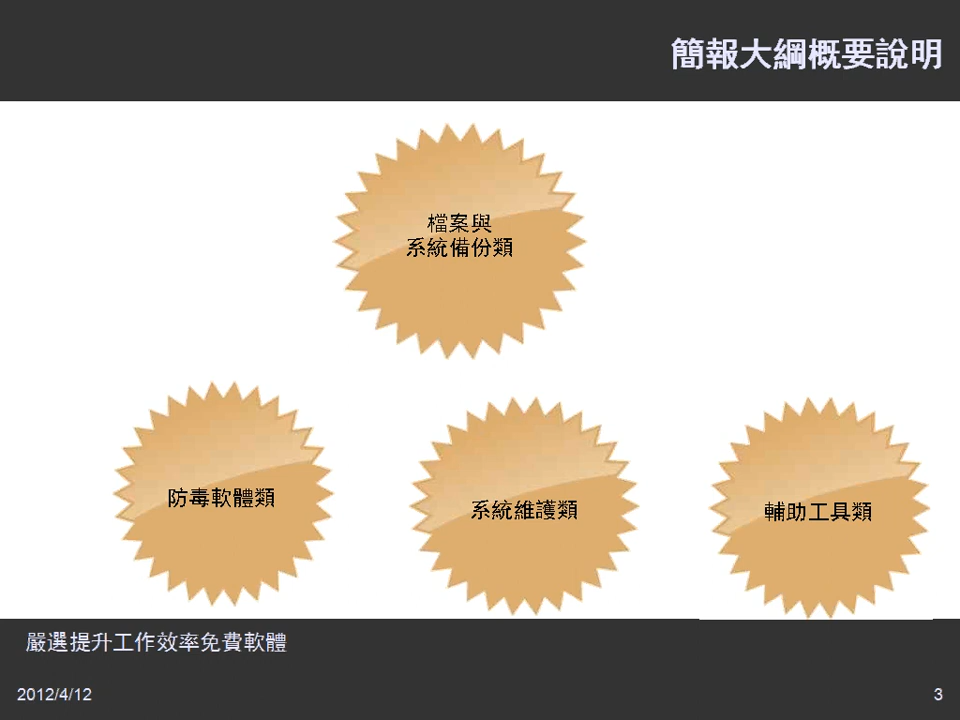 簡報大綱概要說明
檔案與
系統備份類
防毒軟體類
系統維護類
輔助工具類
嚴選提升工作效率免費軟體
2012/4/12
3